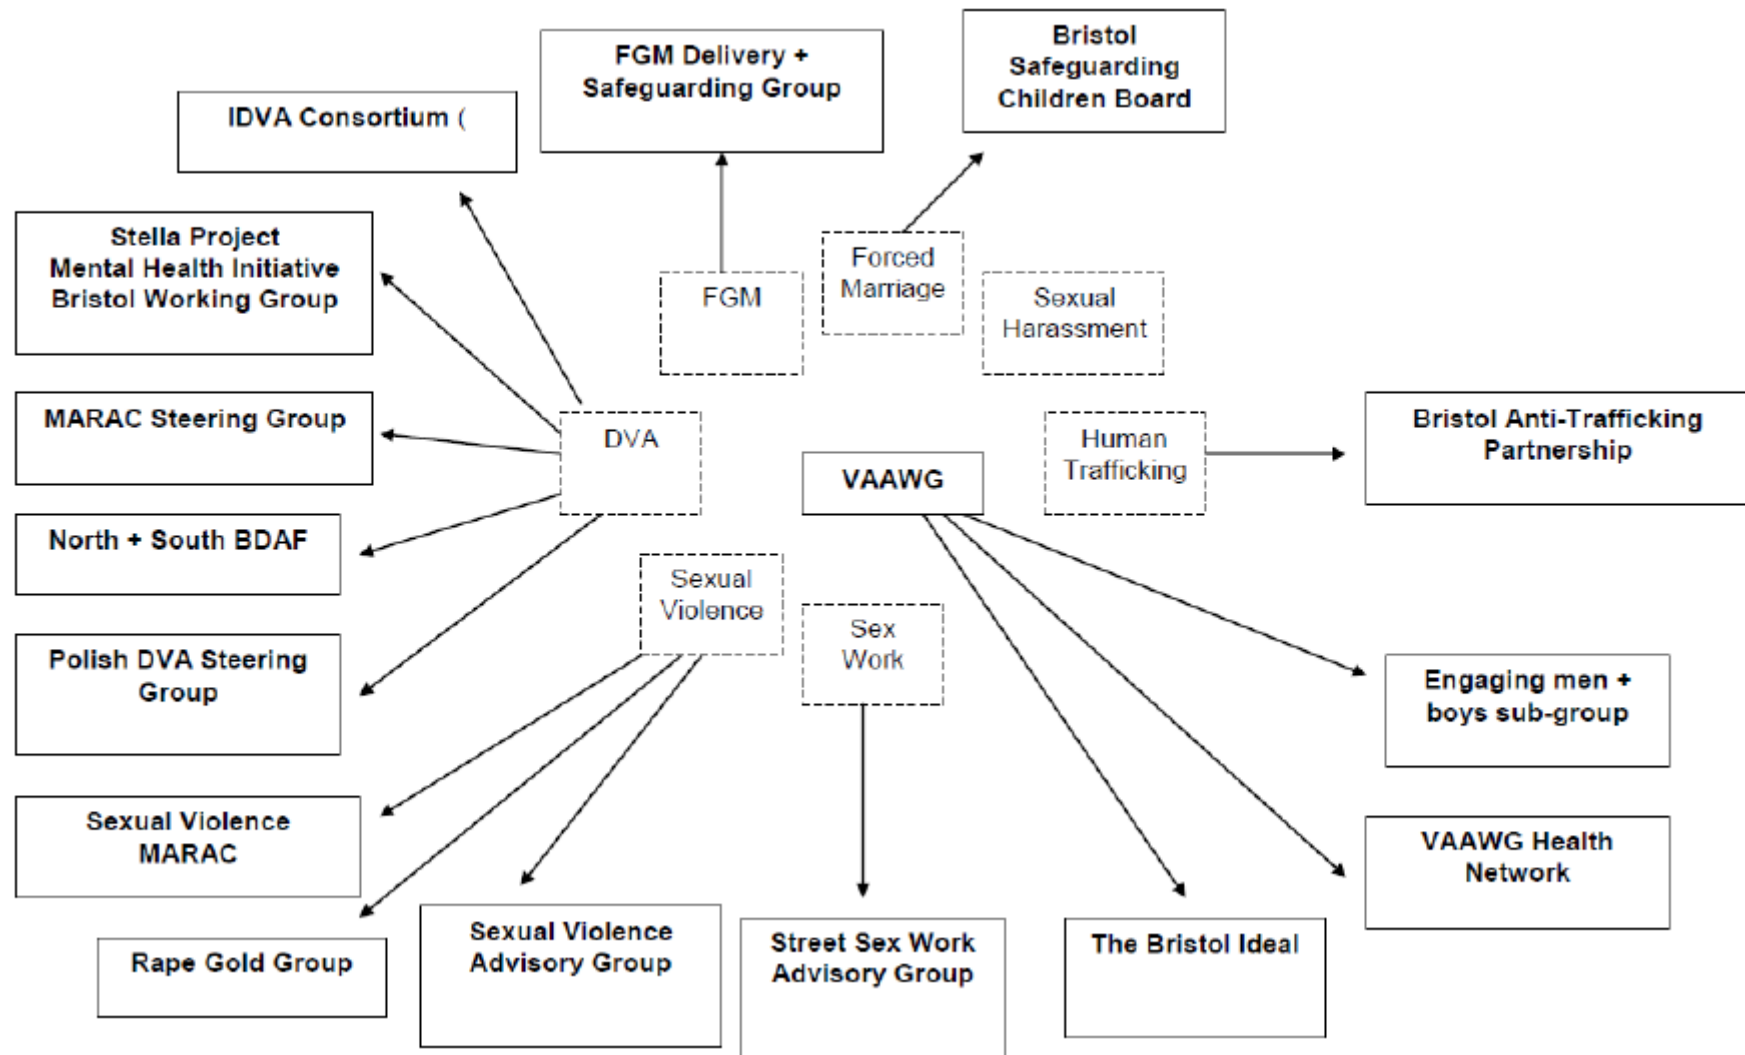 Bristol
Safeguarding
Children Board
FGM Delivery +
Safeguarding Group
IDVA Consortium (
Stella Project
Mental Health Initiative
Bristol Working Group
Forced
Marriage
FGM
Sexual
Harassment
MARAC Steering Group
DVA
Human
Trafficking
Bristol Anti-Trafficking
Partnership
VAAWG
North + South BDAF
Sexual
Violence
Sex
Work
Polish DVA Steering
Group
Engaging men +
boys sub-group
Sexual Violence
MARAC
VAAWG Health
Network
Rape Gold Group
Sexual Violence
Advisory Group
Street Sex Work
Advisory Group
The Bristol Ideal